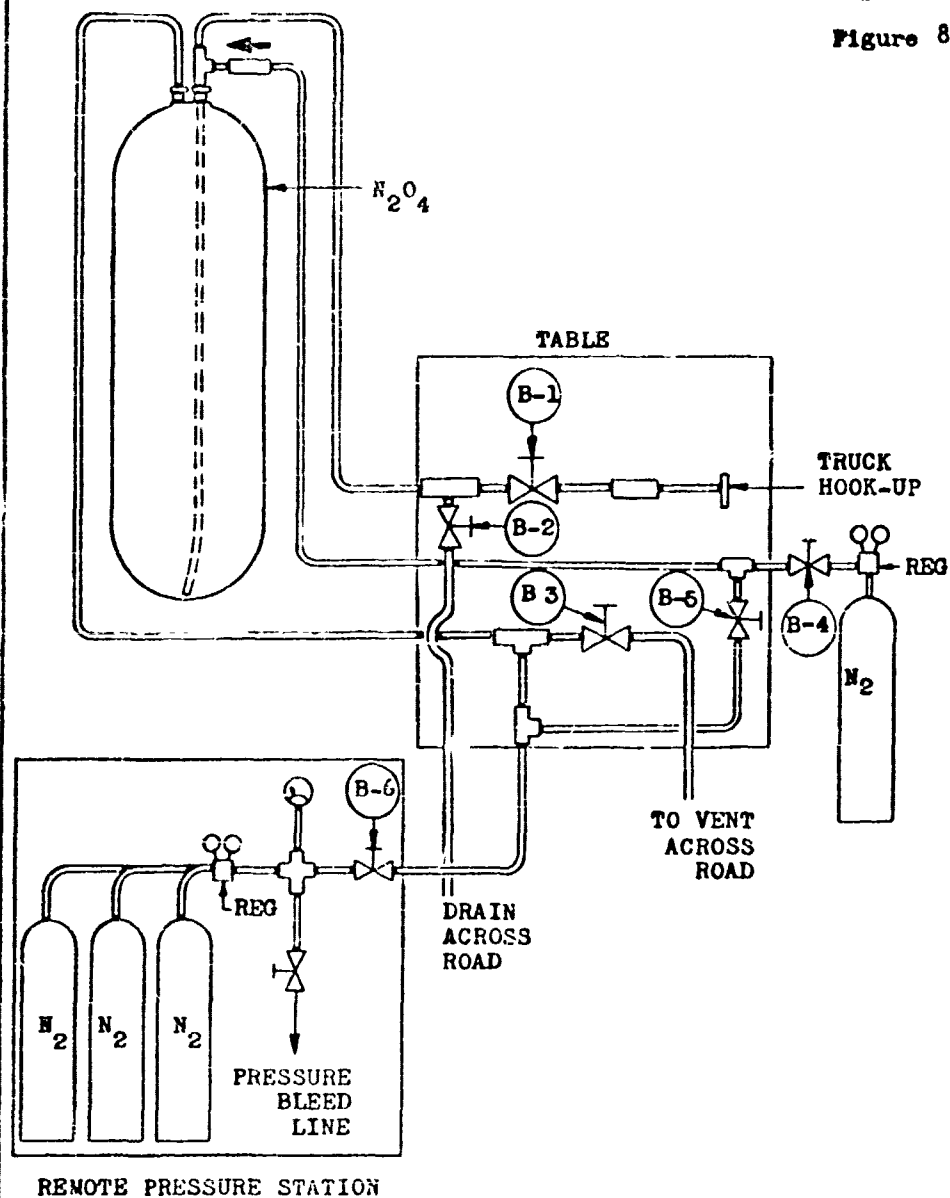 Figure 8
N₂O₄
TABLE
B-1
TRUCK
HOOK-UP
B-2
REG
B 3
B-5
B-4
N₂
B-6
TO VENT
ACROSS
ROAD
REG
DRAIN
ACROSS
ROAD
N₂ N₂ N₂
PRESSURE
BLEED
LINE
REMOTE PRESSURE STATION